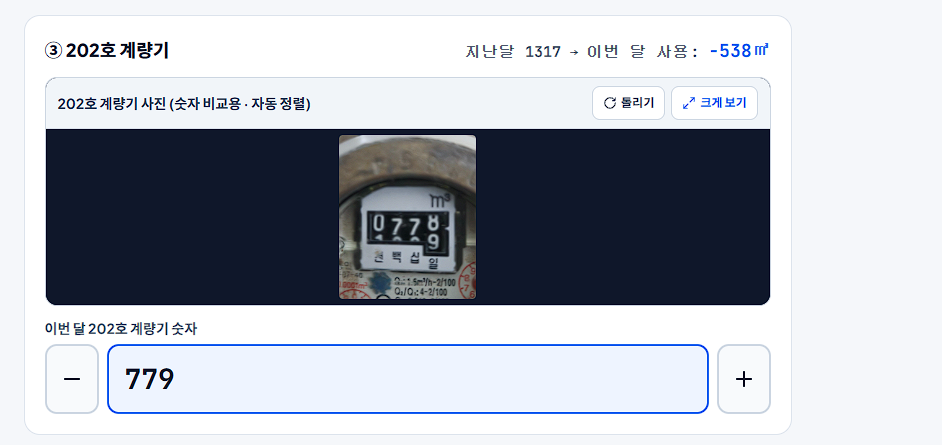 ③ 202호 계량기
지난달 1317 → 이번 달 사용: -538㎥
202호 계량기 사진 (숫자 비교용 · 자동 정렬)
돌리기
크게 보기
m³
077
9
천 백 십 일
이번 달 202호 계량기 숫자
−
779
+